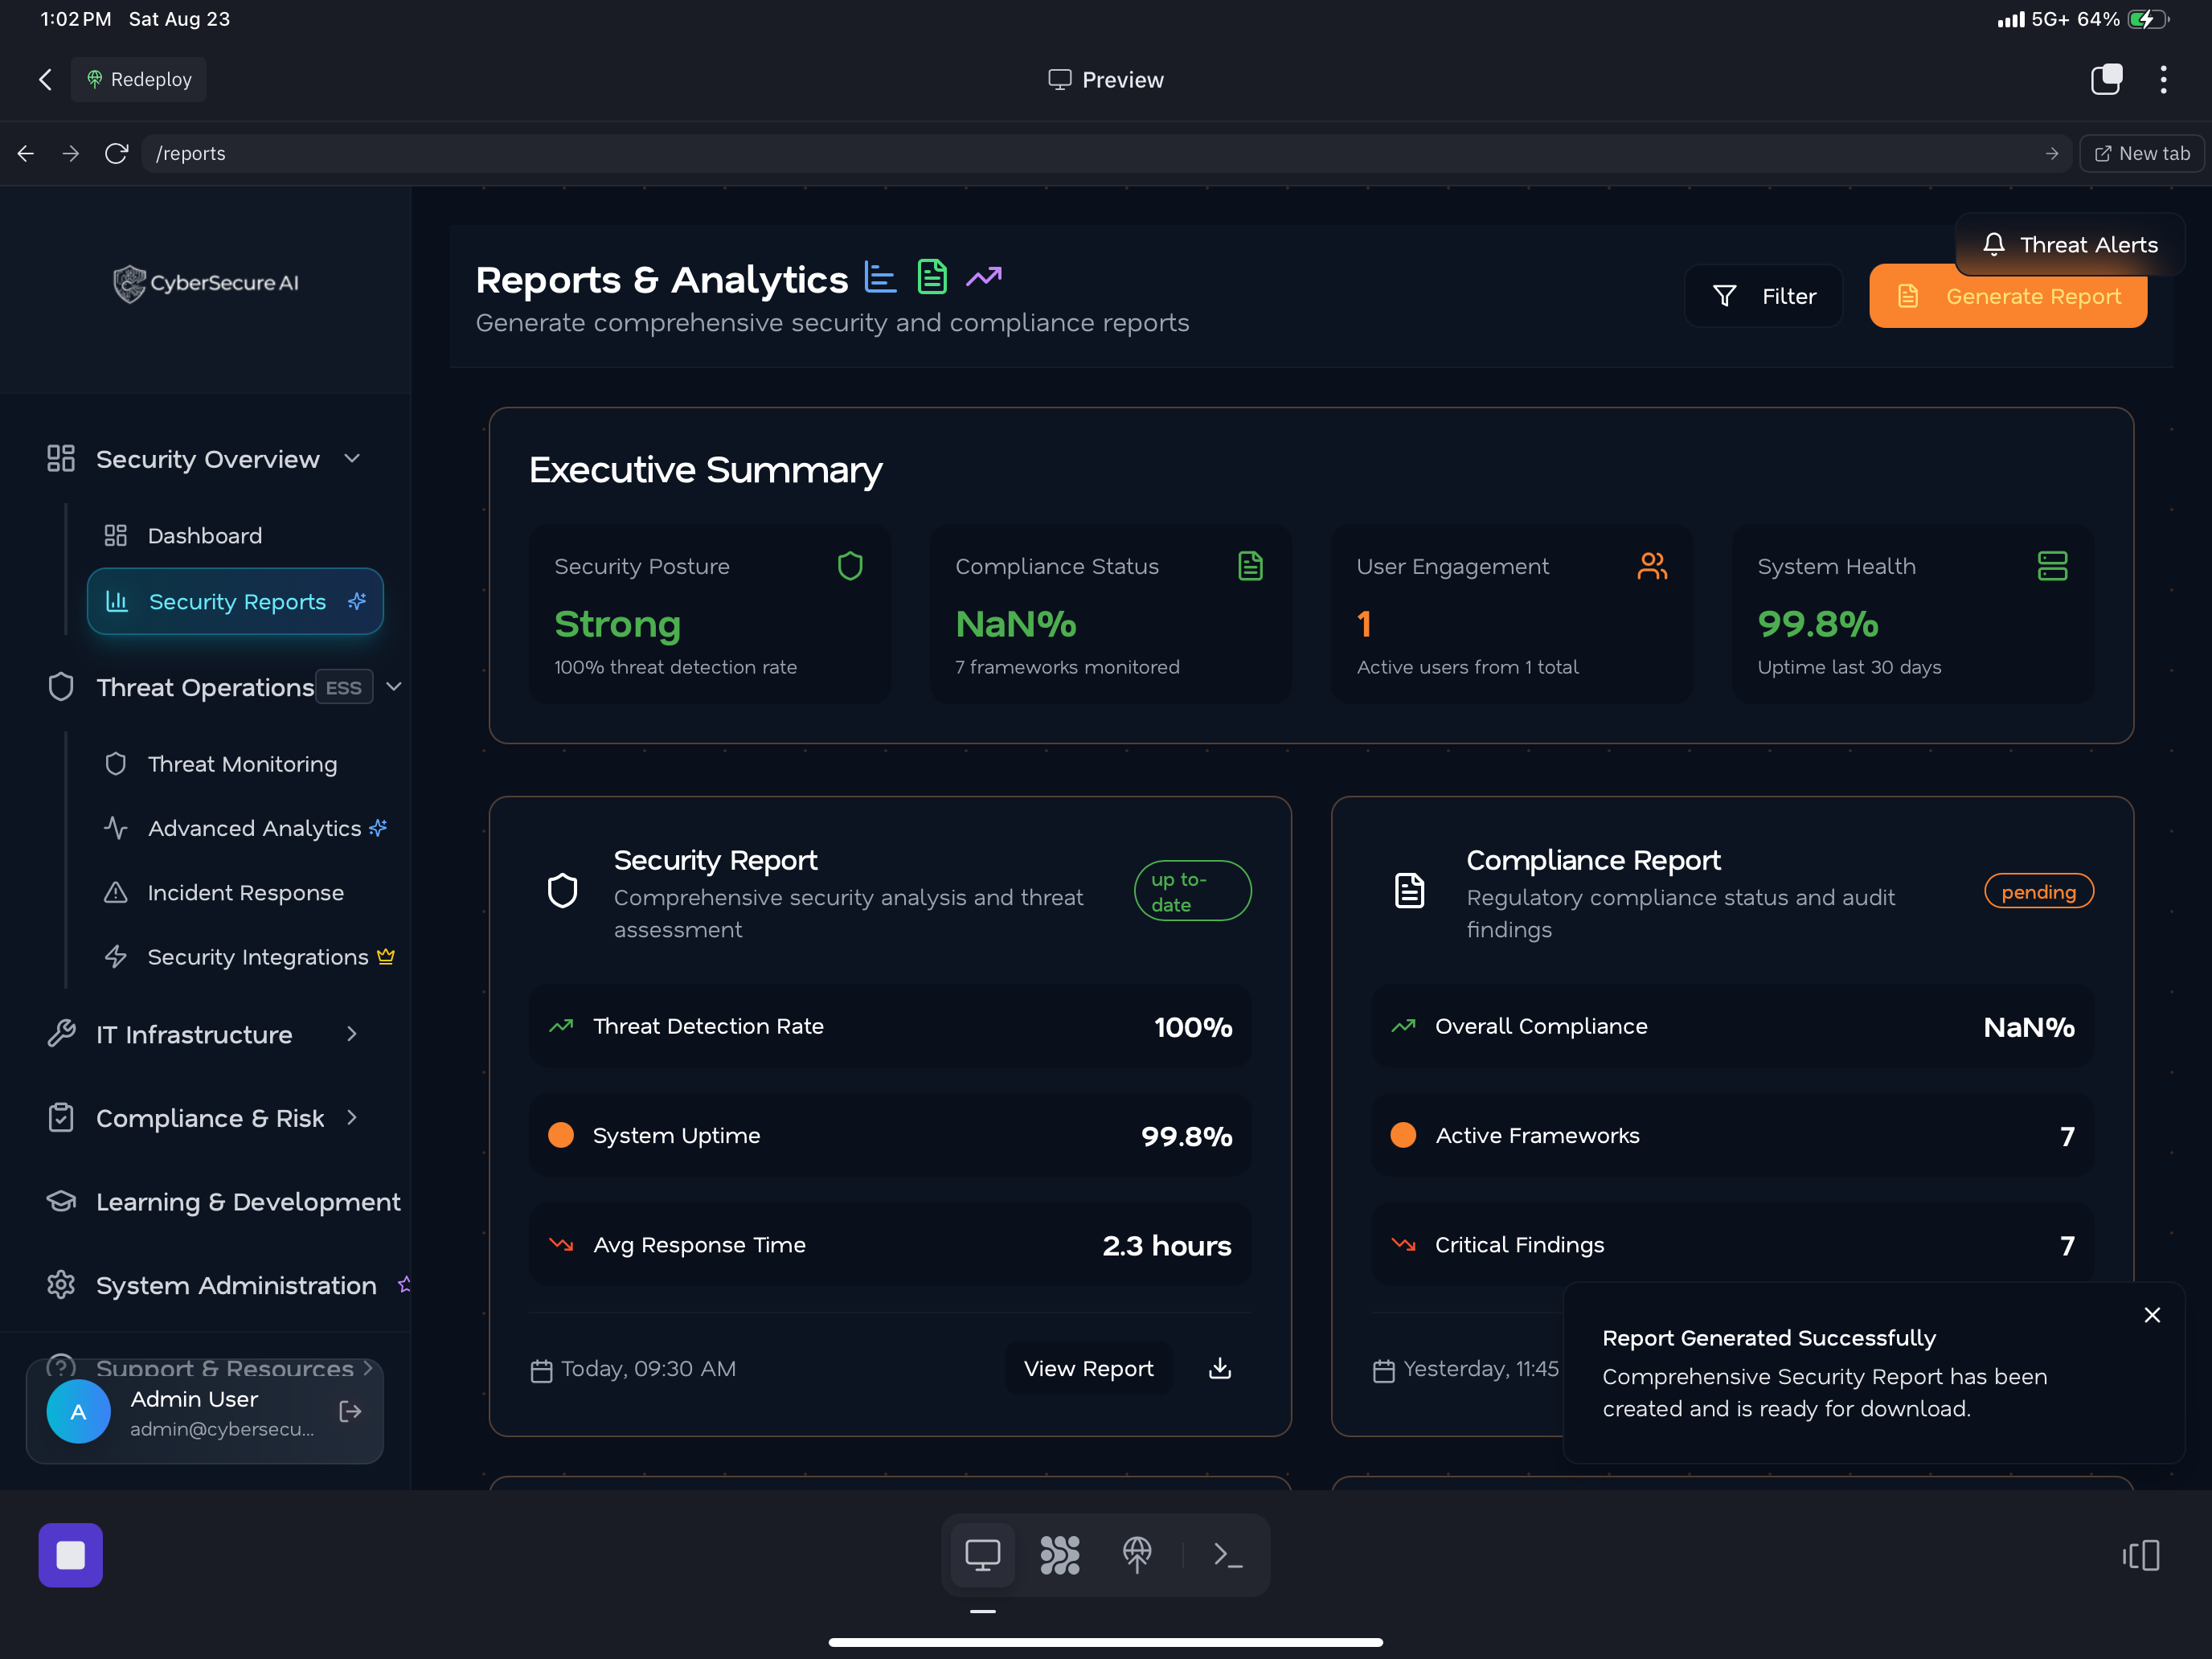 1:02 PM Sat Aug 23
5G+ 64%
Redeploy
Preview
/reports
New tab
CyberSecure AI
Security Overview
Dashboard
Security Reports
Threat Operations ESS
Threat Monitoring
Advanced Analytics
Incident Response
Security Integrations
IT Infrastructure
Compliance & Risk
Learning & Development
System Administration
Support & Resources
A
Admin User
admin@cybersecu...
Reports & Analytics
Generate comprehensive security and compliance reports
Threat Alerts
Filter
Generate Report
Executive Summary
Security Posture
Strong
100% threat detection rate
Compliance Status
NaN%
7 frameworks monitored
User Engagement
1
Active users from 1 total
System Health
99.8%
Uptime last 30 days
Security Report
Comprehensive security analysis and threat
assessment
up to-
date
Threat Detection Rate 100%
System Uptime 99.8%
Avg Response Time 2.3 hours
Today, 09:30 AM
View Report
Compliance Report
Regulatory compliance status and audit
findings
pending
Overall Compliance NaN%
Active Frameworks 7
Critical Findings 7
Yesterday, 11:45
Report Generated Successfully
Comprehensive Security Report has been
created and is ready for download.